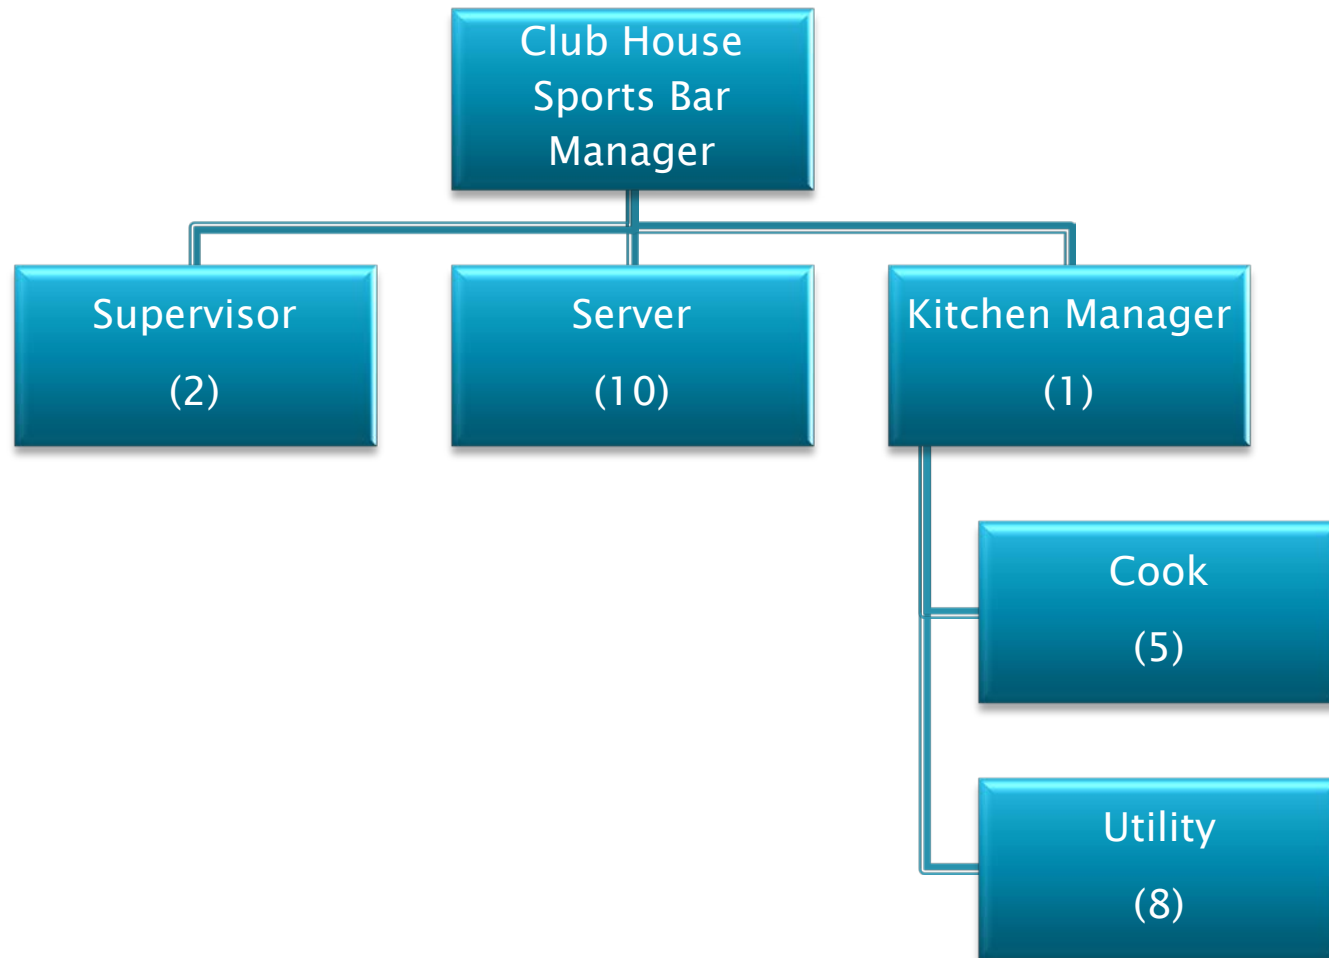 Club House
Sports Bar
Manager
Supervisor
(2)
Server
(10)
Kitchen Manager
(1)
Cook
(5)
Utility
(8)